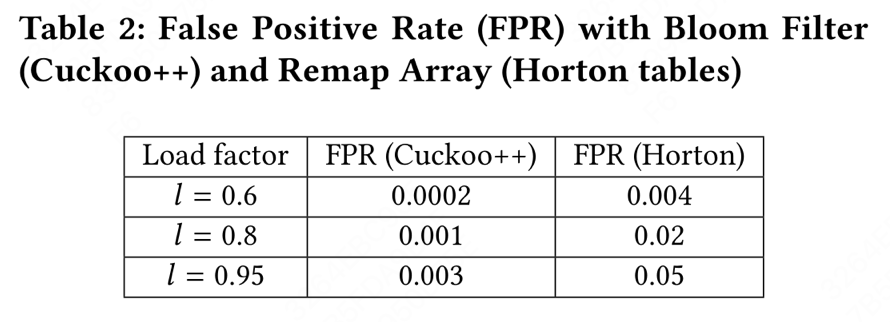 Table 2: False Positive Rate (FPR) with Bloom Filter
(Cuckoo++) and Remap Array (Horton tables)
Load factor FPR (Cuckoo++) FPR (Horton)
l = 0.6 0.0002 0.004
l = 0.8 0.001 0.02
l = 0.95 0.003 0.05